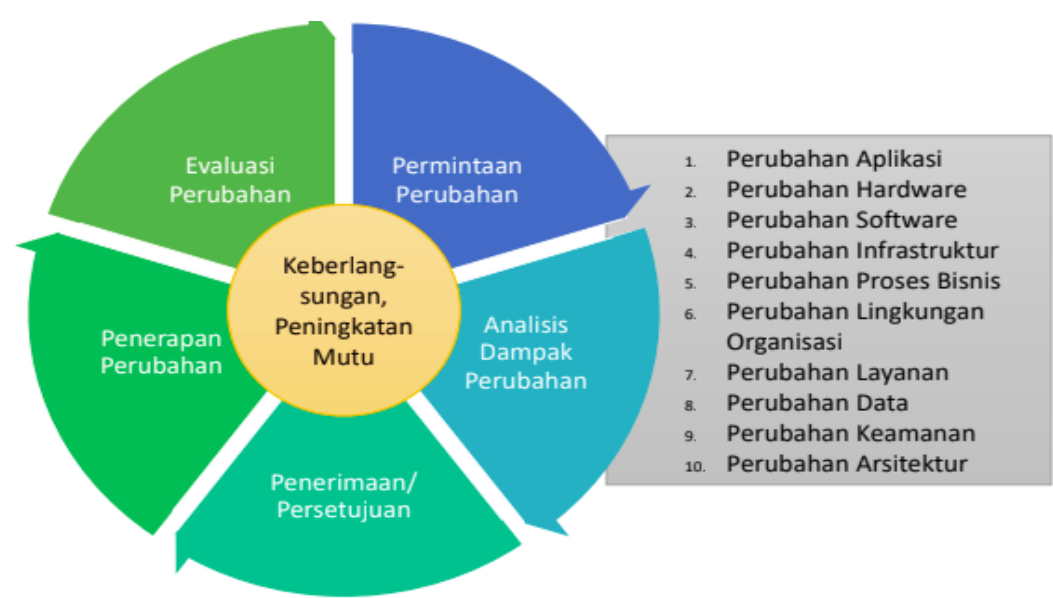 Evaluasi
Perubahan
Permintaan
Perubahan
Keberlang-
sungan,
Peningkatan
Mutu
Analisis
Dampak
Perubahan
Penerapan
Perubahan
Penerimaan/
Persetujuan
1. Perubahan Aplikasi
2. Perubahan Hardware
3. Perubahan Software
4. Perubahan Infrastruktur
5. Perubahan Proses Bisnis
6. Perubahan Lingkungan
Organisasi
7. Perubahan Layanan
8. Perubahan Data
9. Perubahan Keamanan
10. Perubahan Arsitektur